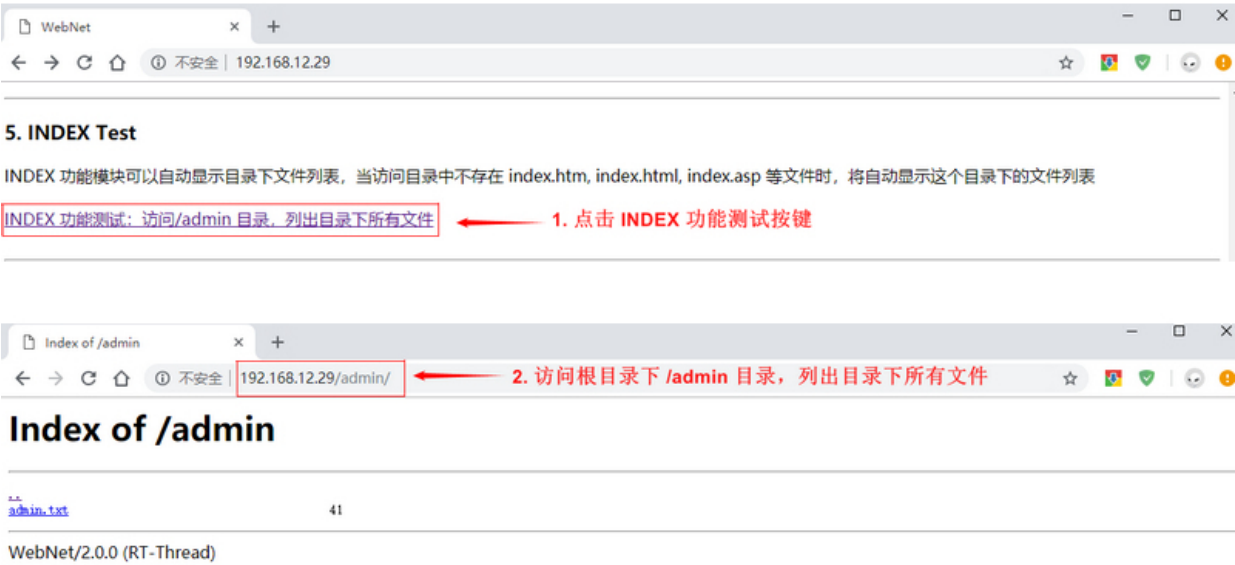 WebNet
不安全 | 192.168.12.29
5. INDEX Test
INDEX 功能模块可以自动显示目录下文件列表，当访问目录中不存在 index.htm, index.html, index.asp 等文件时，将自动显示这个目录下的文件列表
INDEX 功能测试：访问/admin 目录，列出目录下所有文件
1. 点击 INDEX 功能测试按键
Index of /admin
不安全 | 192.168.12.29/admin/
2. 访问根目录下 /admin 目录，列出目录下所有文件
Index of /admin
..
admin.txt 41
WebNet/2.0.0 (RT-Thread)